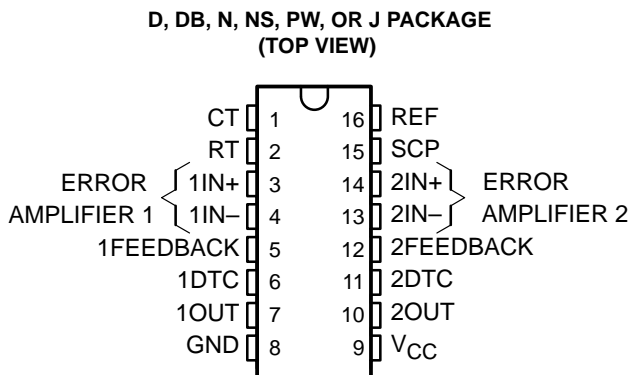 D, DB, N, NS, PW, OR J PACKAGE
(TOP VIEW)
CT 1 16 REF
RT 2 15 SCP
ERROR 1IN+ 3 14 2IN+ ERROR
AMPLIFIER 1 1IN– 4 13 2IN– AMPLIFIER 2
1FEEDBACK 5 12 2FEEDBACK
1DTC 6 11 2DTC
1OUT 7 10 2OUT
GND 8 9 VCC